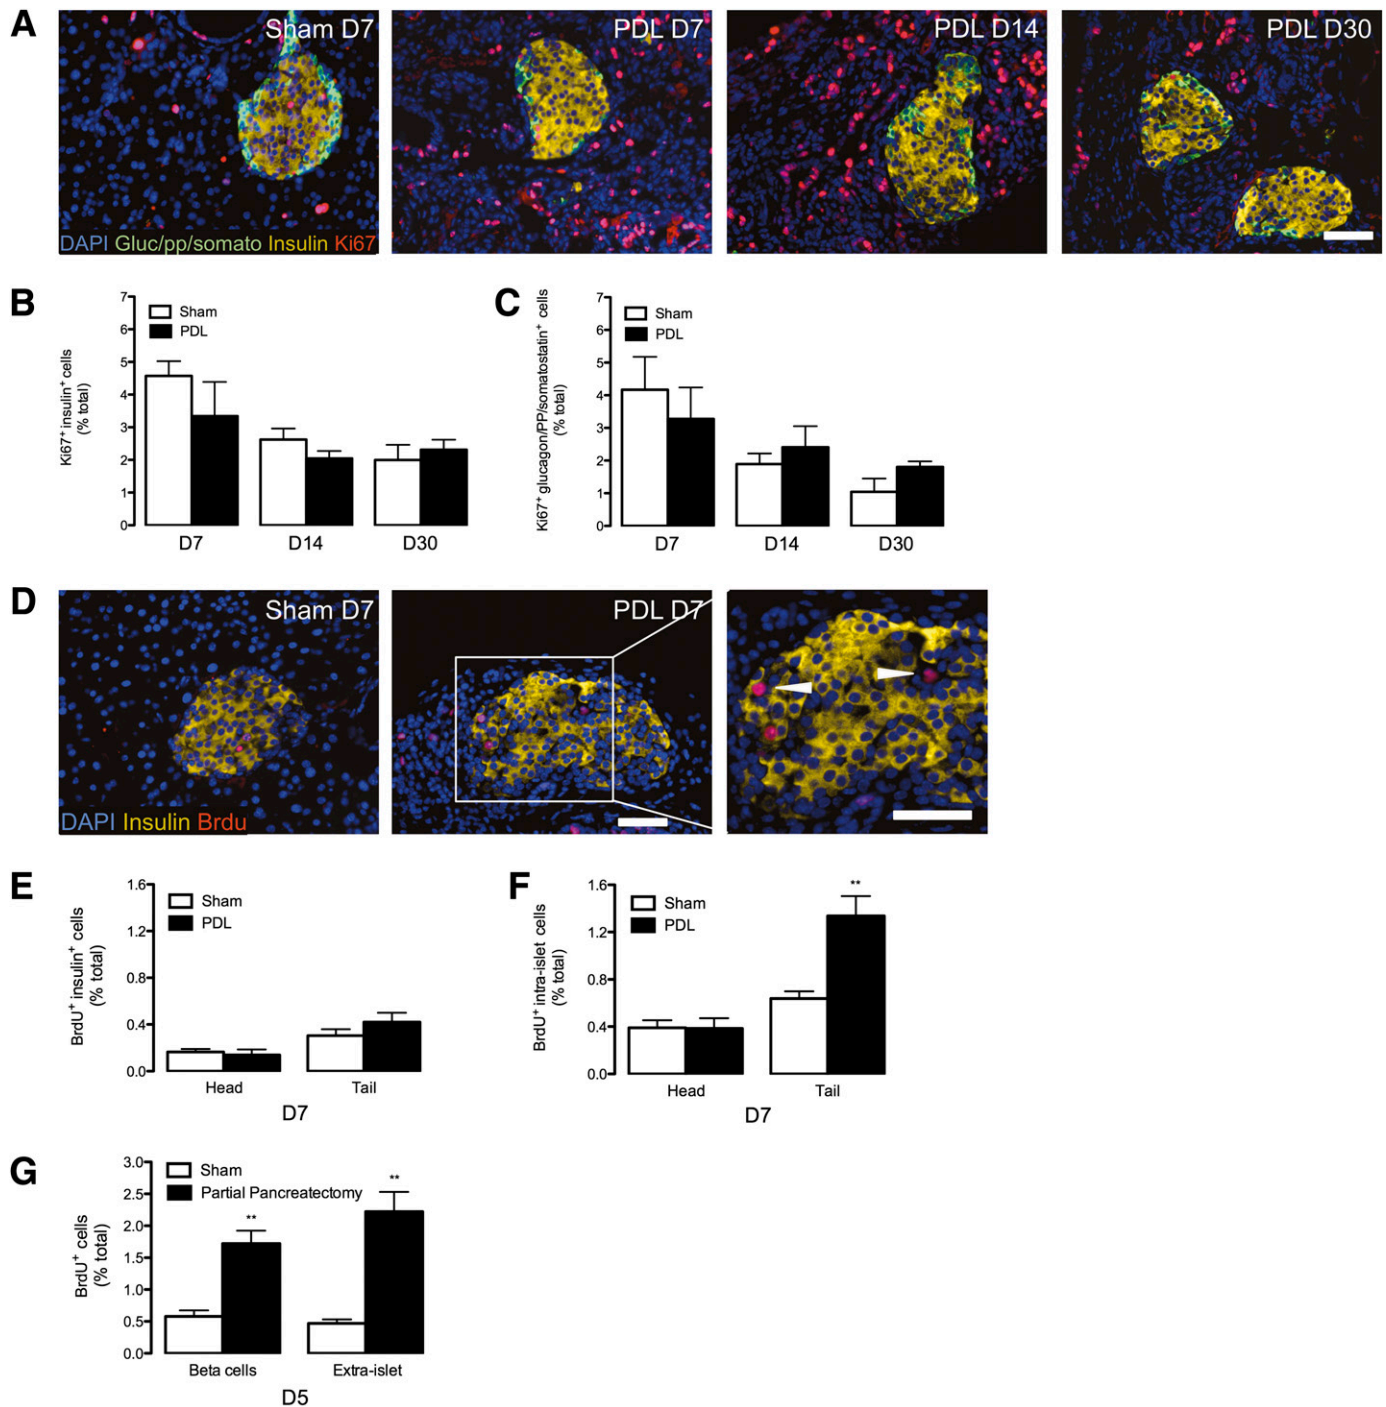 A
Sham D7
PDL D7
PDL D14
PDL D30
DAPI Gluc/pp/somato Insulin Ki67
B
Ki67+ insulin+ cells
(% total)
7
6
5
4
3
2
1
0
Sham
PDL
D7
D14
D30
C
Ki67+ glucagon/PP/somatostatin+ cells
(% total)
7
6
5
4
3
2
1
0
Sham
PDL
D7
D14
D30
D
Sham D7
PDL D7
DAPI Insulin Brdu
E
BrdU+ insulin+ cells
(% total)
1.6
1.2
0.8
0.4
0.0
Sham
PDL
Head
Tail
D7
F
BrdU+ intra-islet cells
(% total)
1.6
1.2
0.8
0.4
0.0
Sham
PDL
**
Head
Tail
D7
G
BrdU+ cells
(% total)
3.0
2.5
2.0
1.5
1.0
0.5
0.0
Sham
Partial Pancreatectomy
**
**
Beta cells
Extra-islet
D5